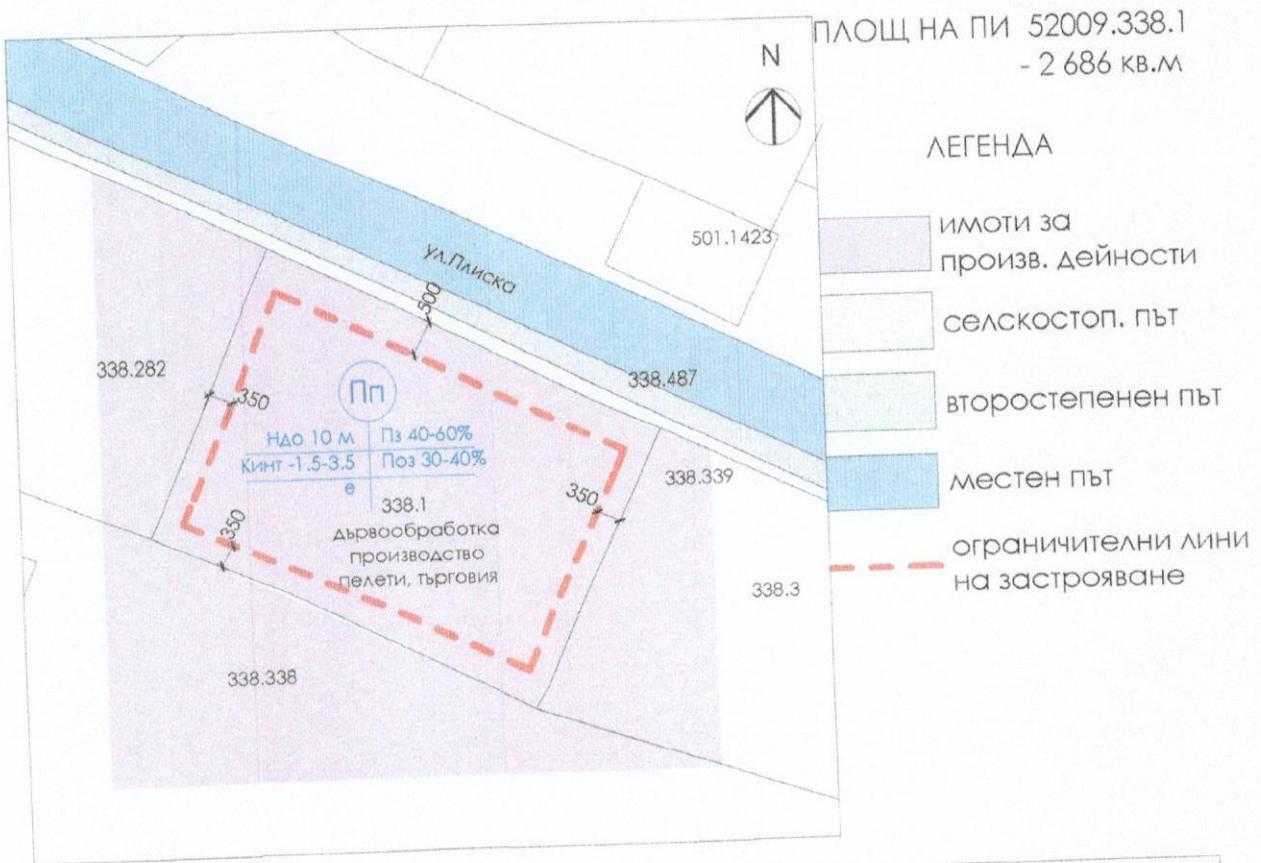 ПЛОЩ НА ПИ 52009.338.1
- 2 686 КВ.М
N
ЛЕГЕНДА
имоти за
произв. дейности
селскостоп. път
второстепенен път
местен път
ограничителни линии
на застрояване
501.1423
ул.Плиска
500
338.282
350
338.487
Пп
Ндо 10 м Пз 40-60%
Кинт -1.5-3.5 Поз 30-40%
е
338.1
дървообработка
производство
пелети, търговия
350
338.339
350
338.3
338.338